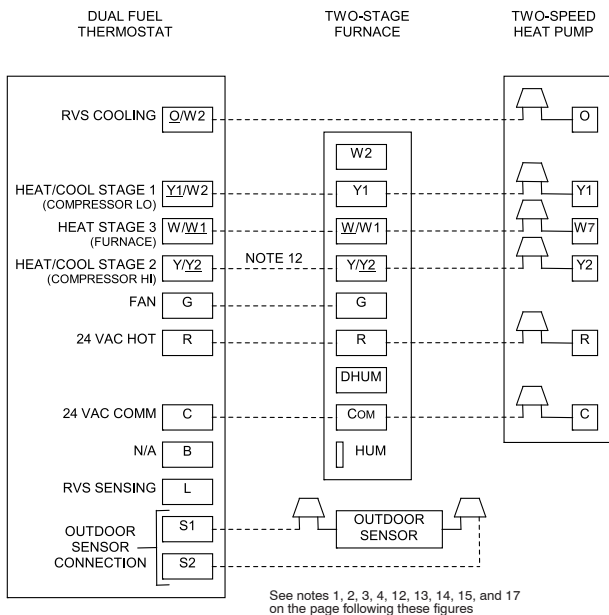 DUAL FUEL
THERMOSTAT
TWO-STAGE
FURNACE
TWO-SPEED
HEAT PUMP
RVS COOLING
O/W2
O
W2
HEAT/COOL STAGE 1
(COMPRESSOR LO)
Y1/W2
Y1
Y1
HEAT STAGE 3
(FURNACE)
W/W1
W/W1
W7
HEAT/COOL STAGE 2
(COMPRESSOR HI)
Y/Y2
NOTE 12
Y/Y2
Y2
FAN
G
G
24 VAC HOT
R
R
R
DHUM
24 VAC COMM
C
COM
C
N/A
B
HUM
RVS SENSING
L
OUTDOOR
SENSOR
CONNECTION
S1
S2
OUTDOOR
SENSOR
See notes 1, 2, 3, 4, 12, 13, 14, 15, and 17
on the page following these figures